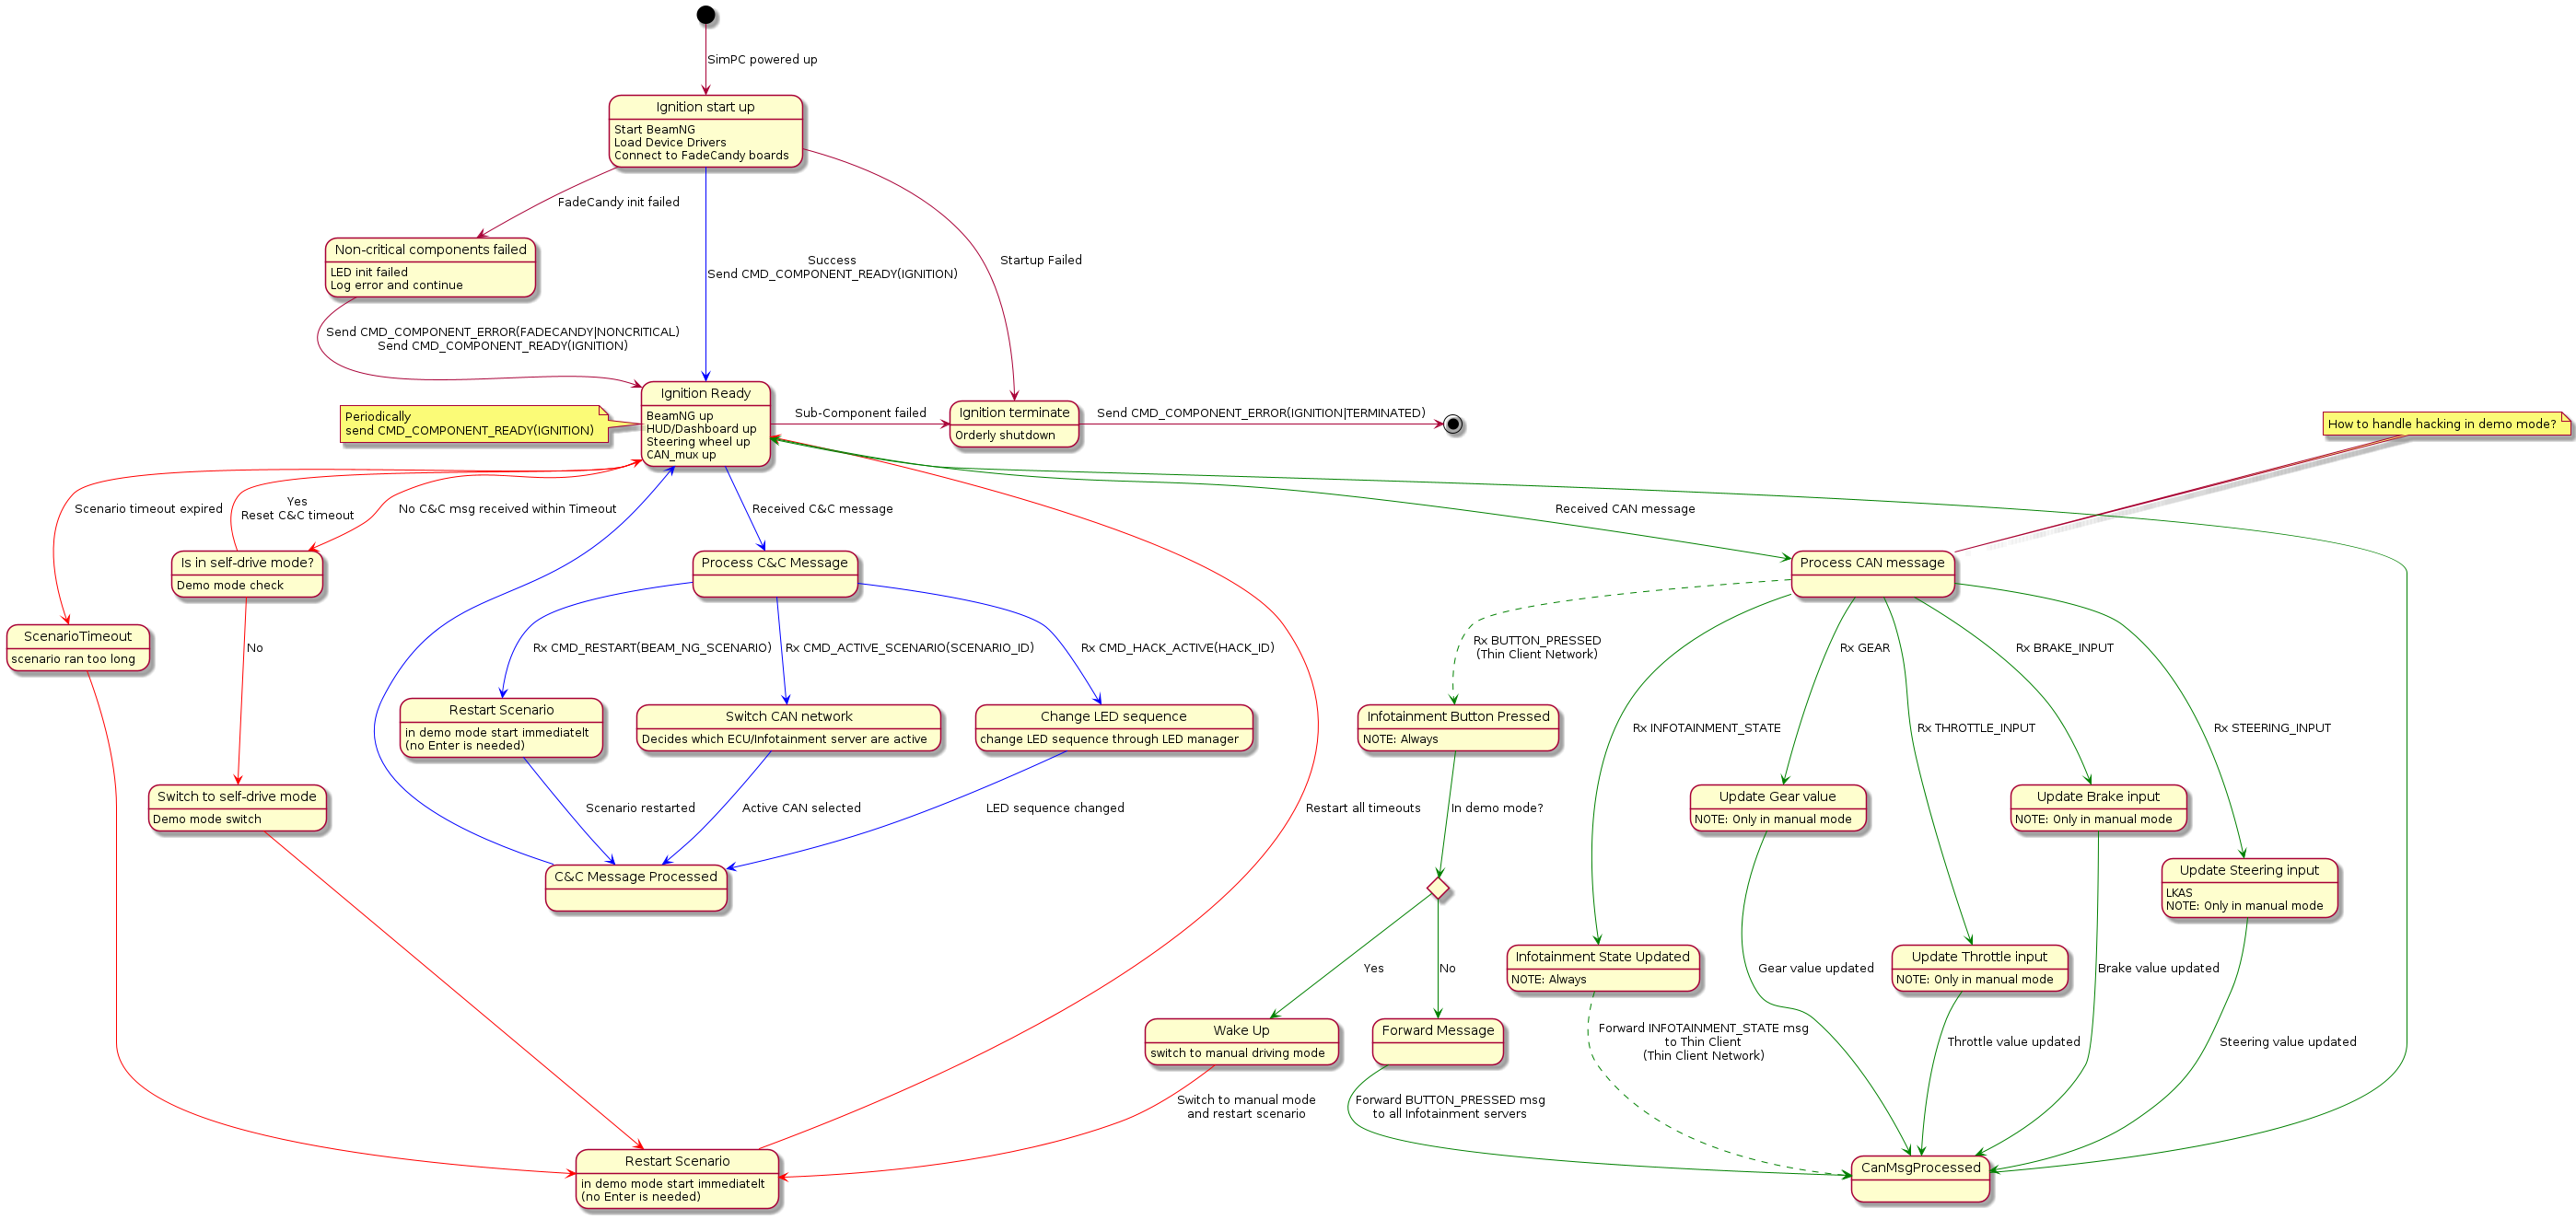 SimPC powered up
Ignition start up
Start BeamNG
Load Device Drivers
Connect to FadeCandy boards
FadeCandy init failed
Non-critical components failed
LED init failed
Log error and continue
Success
Send CMD_COMPONENT_READY(IGNITION)
Startup Failed
Send CMD_COMPONENT_ERROR(FADECANDY|NONCRITICAL)
Send CMD_COMPONENT_READY(IGNITION)
Periodically
send CMD_COMPONENT_READY(IGNITION)
Ignition Ready
BeamNG up
HUD/Dashboard up
Steering wheel up
CAN_mux up
Sub-Component failed
Ignition terminate
Orderly shutdown
Send CMD_COMPONENT_ERROR(IGNITION|TERMINATED)
How to handle hacking in demo mode?
Scenario timeout expired
Yes
Reset C&C timeout
No C&C msg received within Timeout
Received C&C message
Received CAN message
Is in self-drive mode?
Demo mode check
Process C&C Message
Process CAN message
ScenarioTimeout
scenario ran too long
No
Rx CMD_RESTART(BEAM_NG_SCENARIO)
Rx CMD_ACTIVE_SCENARIO(SCENARIO_ID)
Rx CMD_HACK_ACTIVE(HACK_ID)
Rx BUTTON_PRESSED
(Thin Client Network)
Rx GEAR
Rx BRAKE_INPUT
Restart Scenario
in demo mode start immediatelt
(no Enter is needed)
Switch CAN network
Decides which ECU/Infotainment server are active
Change LED sequence
change LED sequence through LED manager
Infotainment Button Pressed
NOTE: Always
Rx INFOTAINMENT_STATE
Rx THROTTLE_INPUT
Rx STEERING_INPUT
Switch to self-drive mode
Demo mode switch
Scenario restarted
Active CAN selected
LED sequence changed
Restart all timeouts
In demo mode?
Update Gear value
NOTE: Only in manual mode
Update Brake input
NOTE: Only in manual mode
C&C Message Processed
Update Steering input
LKAS
NOTE: Only in manual mode
Yes
No
Infotainment State Updated
NOTE: Always
Gear value updated
Update Throttle input
NOTE: Only in manual mode
Brake value updated
Wake Up
switch to manual driving mode
Forward Message
Forward INFOTAINMENT_STATE msg
to Thin Client
(Thin Client Network)
Throttle value updated
Steering value updated
Switch to manual mode
and restart scenario
Forward BUTTON_PRESSED msg
to all Infotainment servers
Restart Scenario
in demo mode start immediatelt
(no Enter is needed)
CanMsgProcessed